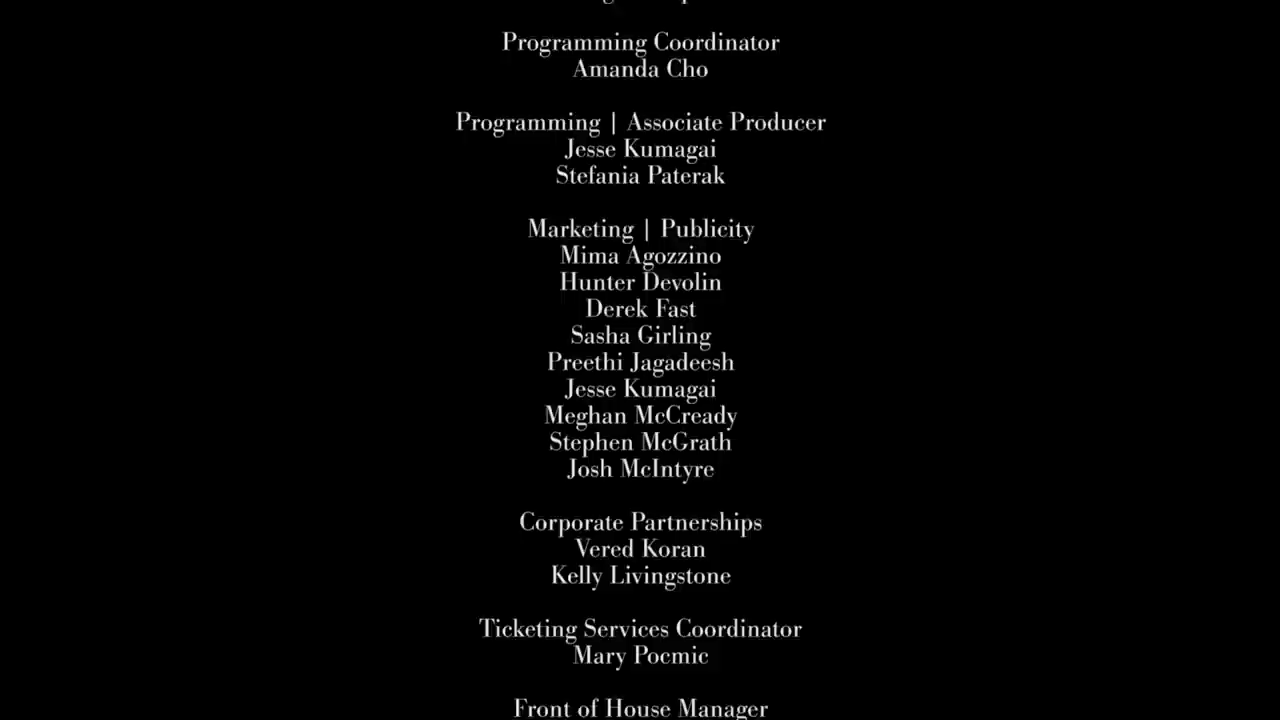 Programming Coordinator
Amanda Cho
Programming | Associate Producer
Jesse Kumagai
Stefania Paterak
Marketing | Publicity
Mima Agozzino
Hunter Devolin
Derek Fast
Sasha Girling
Preethi Jagadeesh
Jesse Kumagai
Meghan McCready
Stephen McGrath
Josh McIntyre
Corporate Partnerships
Vered Koran
Kelly Livingstone
Ticketing Services Coordinator
Mary Pocmic
Front of House Manager